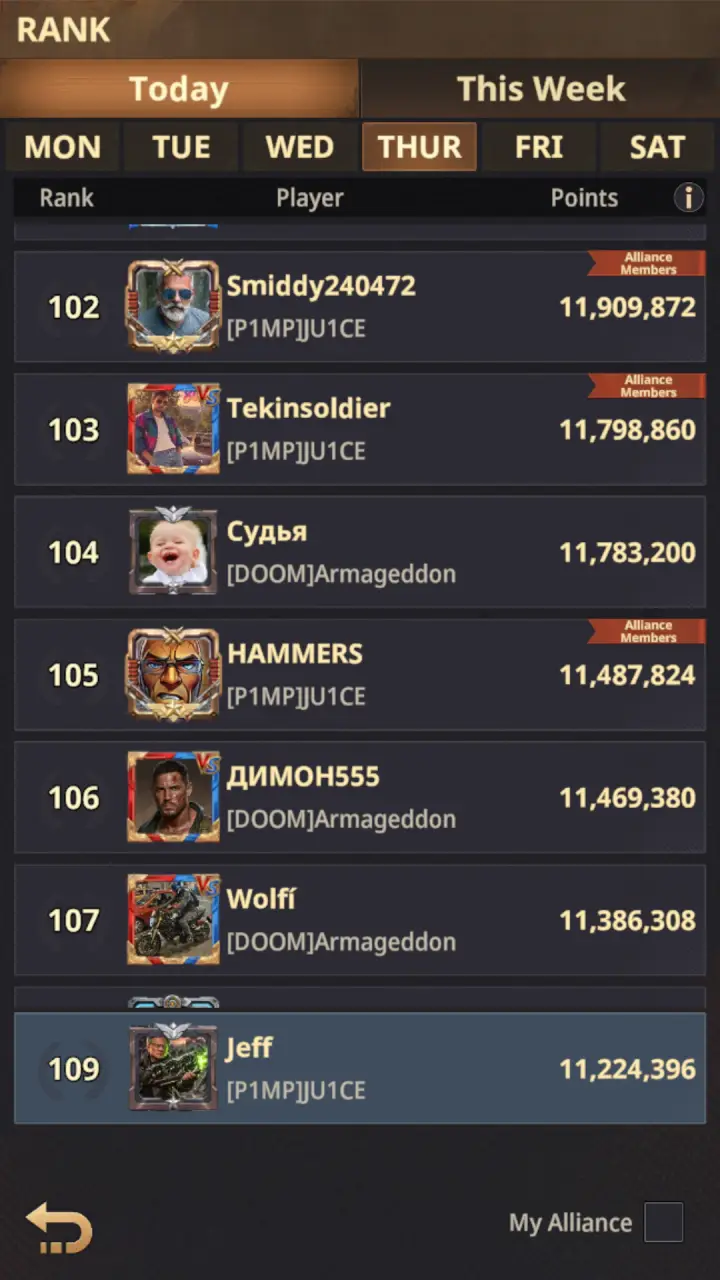 RANK
Today This Week
MON TUE WED THUR FRI SAT
Rank Player Points i
Alliance
Members
102 Smiddy240472 11,909,872
[P1MP]JU1CE
Alliance
Members
103 Tekinsoldier 11,798,860
[P1MP]JU1CE
VS
104 Судья 11,783,200
[DOOM]Armageddon
Alliance
Members
105 HAMMERS 11,487,824
[P1MP]JU1CE
106 ДИМОН555 11,469,380
[DOOM]Armageddon
VS
107 Wolfí 11,386,308
[DOOM]Armageddon
VS
109 Jeff 11,224,396
[P1MP]JU1CE
My Alliance